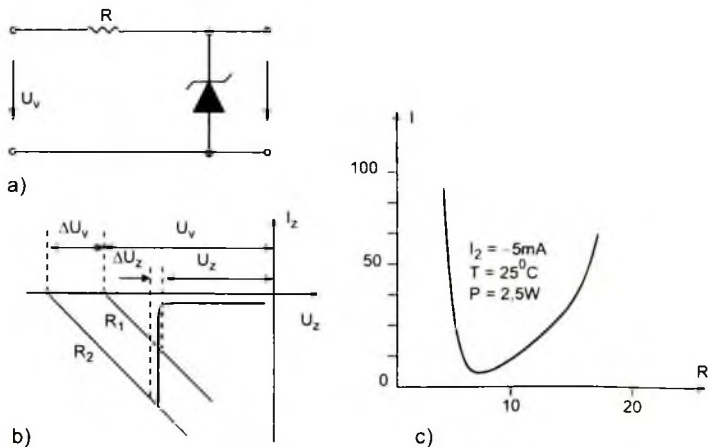 R
U_v
a)
ΔU_v U_v I_z
ΔU_z U_z
U_z
R_1
R_2
b)
I
100
50
0
I_2 = -5mA
T = 25⁰C
P = 2,5W
R
10 20
c)